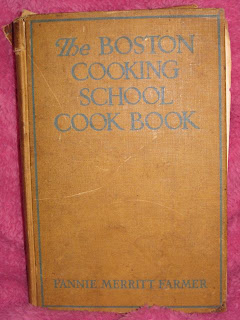 The BOSTON
COOKING
SCHOOL
COOK BOOK
FANNIE MERRITT FARMER